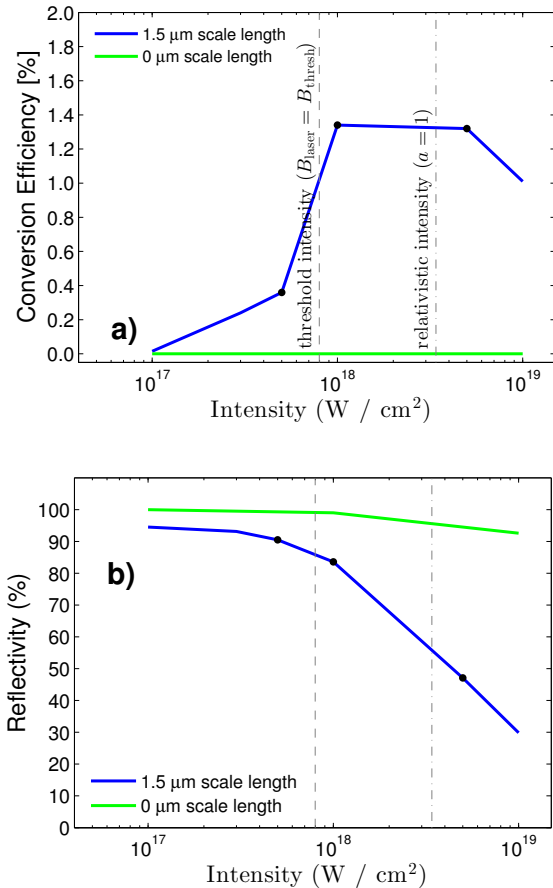 2.0
1.8
1.6
1.4
1.2
1.0
0.8
0.6
0.4
0.2
0.0
Conversion Efficiency [%]
1.5 μm scale length
0 μm scale length
threshold intensity (B_laser = B_thresh)
relativistic intensity (a = 1)
a)
10^17
10^18
10^19
Intensity (W / cm^2)
100
90
80
70
60
50
40
30
20
10
0
Reflectivity (%)
b)
1.5 μm scale length
0 μm scale length
10^17
10^18
10^19
Intensity (W / cm^2)